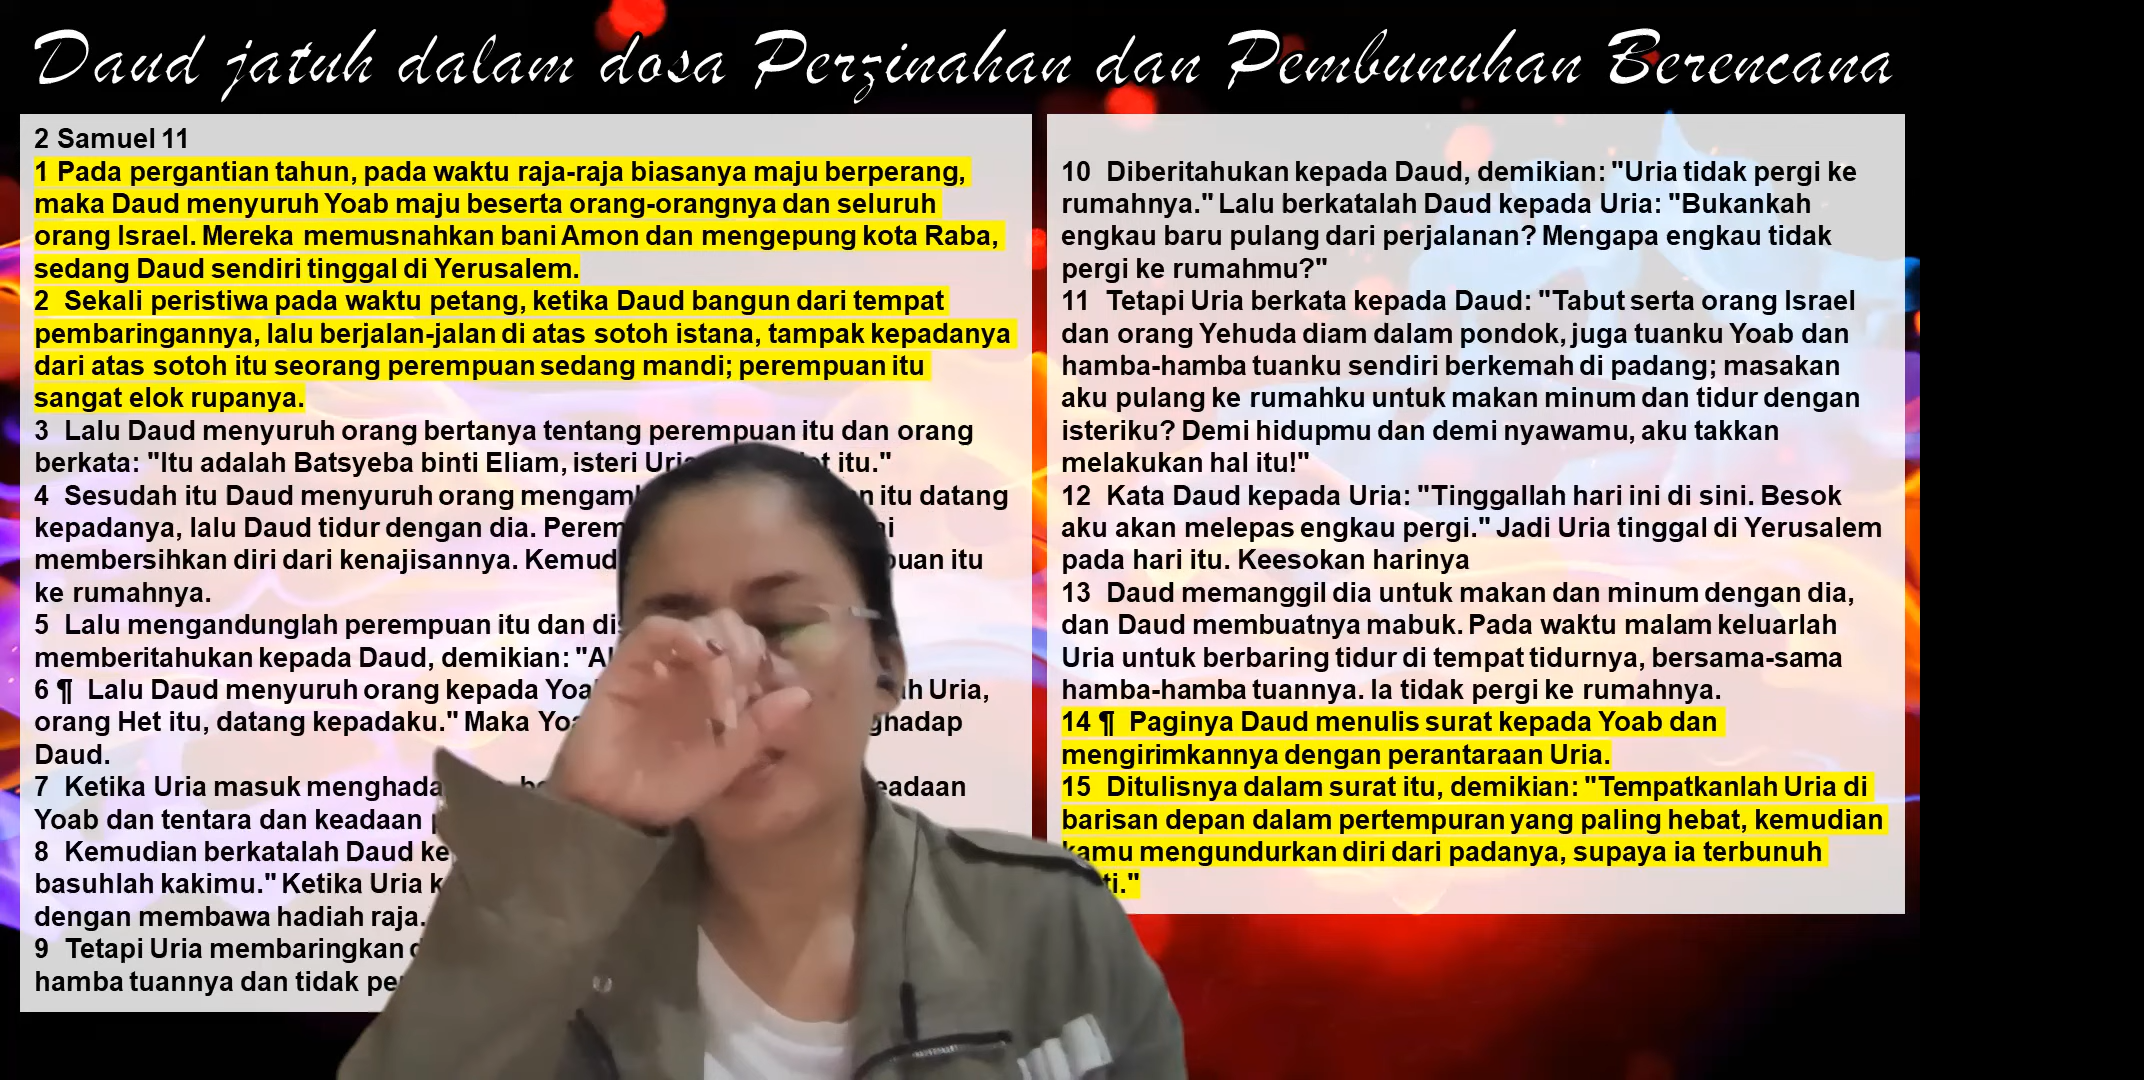 Daud jatuh dalam dosa Perzinahan dan Pembunuhan Berencana
2 Samuel 11
1 Pada pergantian tahun, pada waktu raja-raja biasanya maju berperang,
maka Daud menyuruh Yoab maju beserta orang-orangnya dan seluruh
orang Israel. Mereka memusnahkan bani Amon dan mengepung kota Raba,
sedang Daud sendiri tinggal di Yerusalem.
2 Sekali peristiwa pada waktu petang, ketika Daud bangun dari tempat
pembaringannya, lalu berjalan-jalan di atas sotoh istana, tampak kepadanya
dari atas sotoh itu seorang perempuan sedang mandi; perempuan itu
sangat elok rupanya.
3 Lalu Daud menyuruh orang bertanya tentang perempuan itu dan orang
berkata: "Itu adalah Batsyeba binti Eliam, isteri itu."
4 Sesudah itu Daud menyuruh orang itu datang
kepadanya, lalu Daud tidur dengan dia.
membersihkan diri dari kenajisannya. itu
ke rumahnya.
5 Lalu mengandunglah perempuan itu dan
memberitahukan kepada Daud, demikian:
6 ¶ Lalu Daud menyuruh orang kepada Uria,
orang Het itu, datang kepadaku." Maka
Daud.
7 Ketika Uria masuk
Yoab dan tentara dan keadaan
8 Kemudian berkatalah Daud
basuhlah kakimu." Ketika Uria
dengan membawa hadiah raja.
9 Tetapi Uria membaringkan
hamba tuannya dan tidak
10 Diberitahukan kepada Daud, demikian: "Uria tidak pergi ke
rumahnya." Lalu berkatalah Daud kepada Uria: "Bukankah
engkau baru pulang dari perjalanan? Mengapa engkau tidak
pergi ke rumahmu?"
11 Tetapi Uria berkata kepada Daud: "Tabut serta orang Israel
dan orang Yehuda diam dalam pondok, juga tuanku Yoab dan
hamba-hamba tuanku sendiri berkemah di padang; masakan
aku pulang ke rumahku untuk makan minum dan tidur dengan
isteriku? Demi hidupmu dan demi nyawamu, aku takkan
melakukan hal itu!"
12 Kata Daud kepada Uria: "Tinggallah hari ini di sini. Besok
aku akan melepas engkau pergi." Jadi Uria tinggal di Yerusalem
pada hari itu. Keesokan harinya
13 Daud memanggil dia untuk makan dan minum dengan dia,
dan Daud membuatnya mabuk. Pada waktu malam keluarlah
Uria untuk berbaring tidur di tempat tidurnya, bersama-sama
hamba-hamba tuannya. Ia tidak pergi ke rumahnya.
14 ¶ Paginya Daud menulis surat kepada Yoab dan
mengirimkannya dengan perantaraan Uria.
15 Ditulisnya dalam surat itu, demikian: "Tempatkanlah Uria di
barisan depan dalam pertempuran yang paling hebat, kemudian
kamu mengundurkan diri dari padanya, supaya ia terbunuh